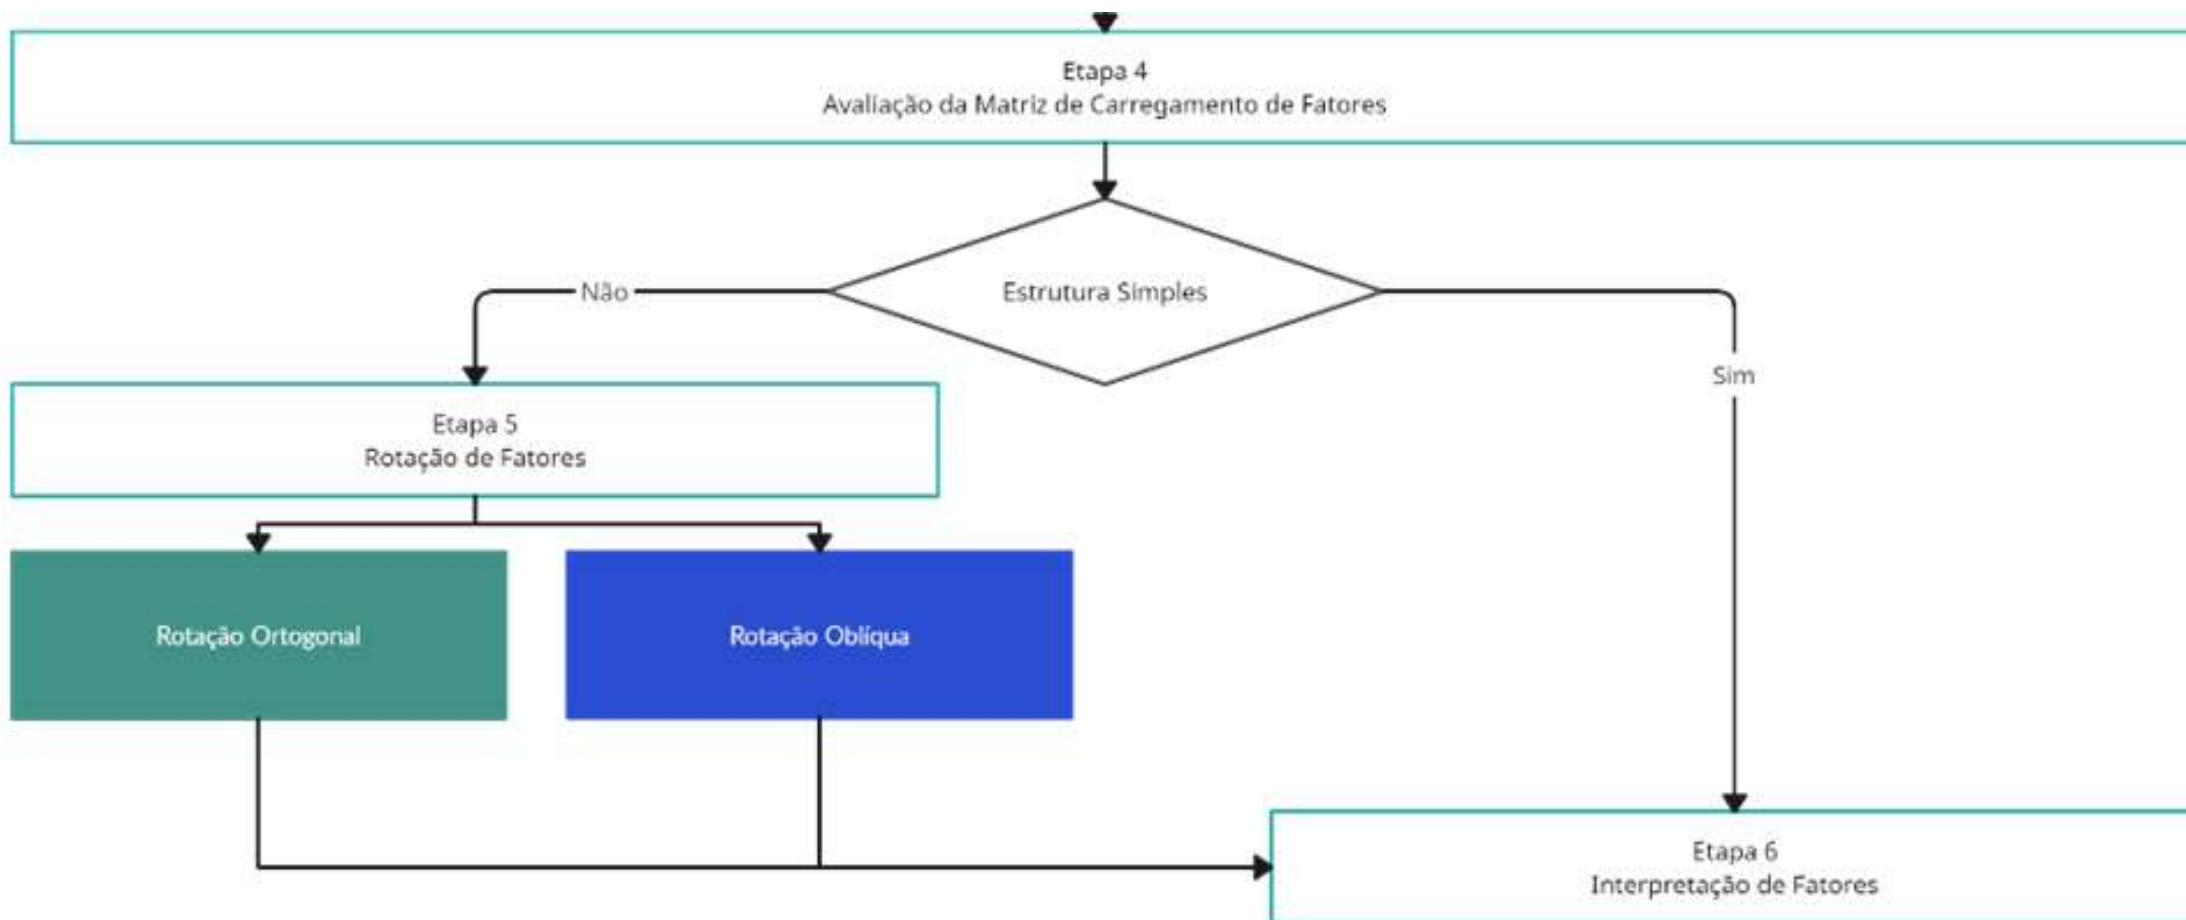 Etapa 4
Avaliação da Matriz de Carregamento de Fatores
Estrutura Simples
Não
Sim
Etapa 5
Rotação de Fatores
Rotação Ortogonal
Rotação Oblíqua
Etapa 6
Interpretação de Fatores